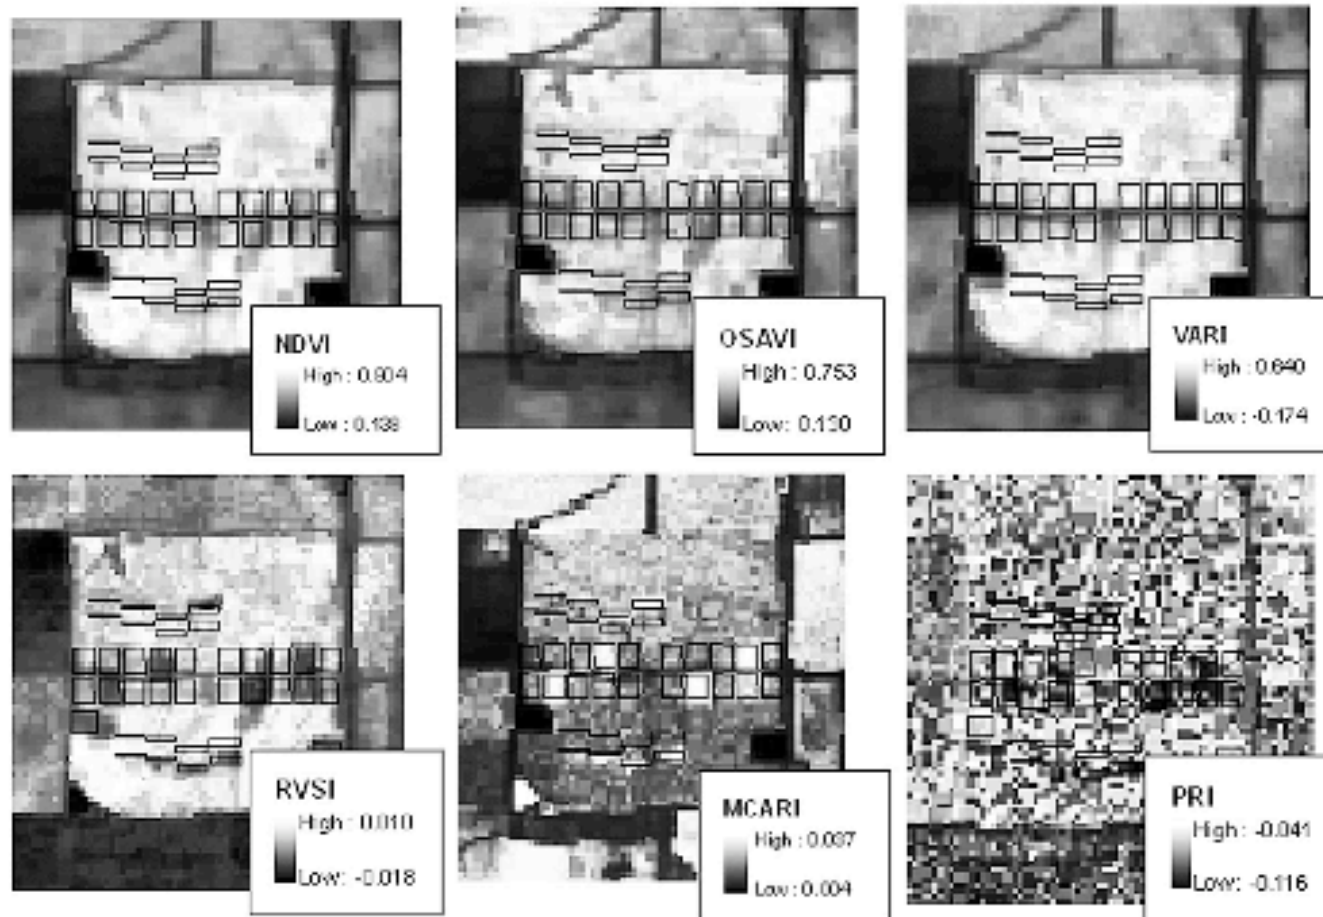 NDVI
High : 0.804
Low : 0.138
OSAVI
High : 0.753
Low: 0.130
VARI
High : 0.640
Low : -0.174
RVSI
High : 0.010
Low: -0.018
MCARI
High : 0.037
Low : 0.004
PRI
High : -0.041
Low : -0.116